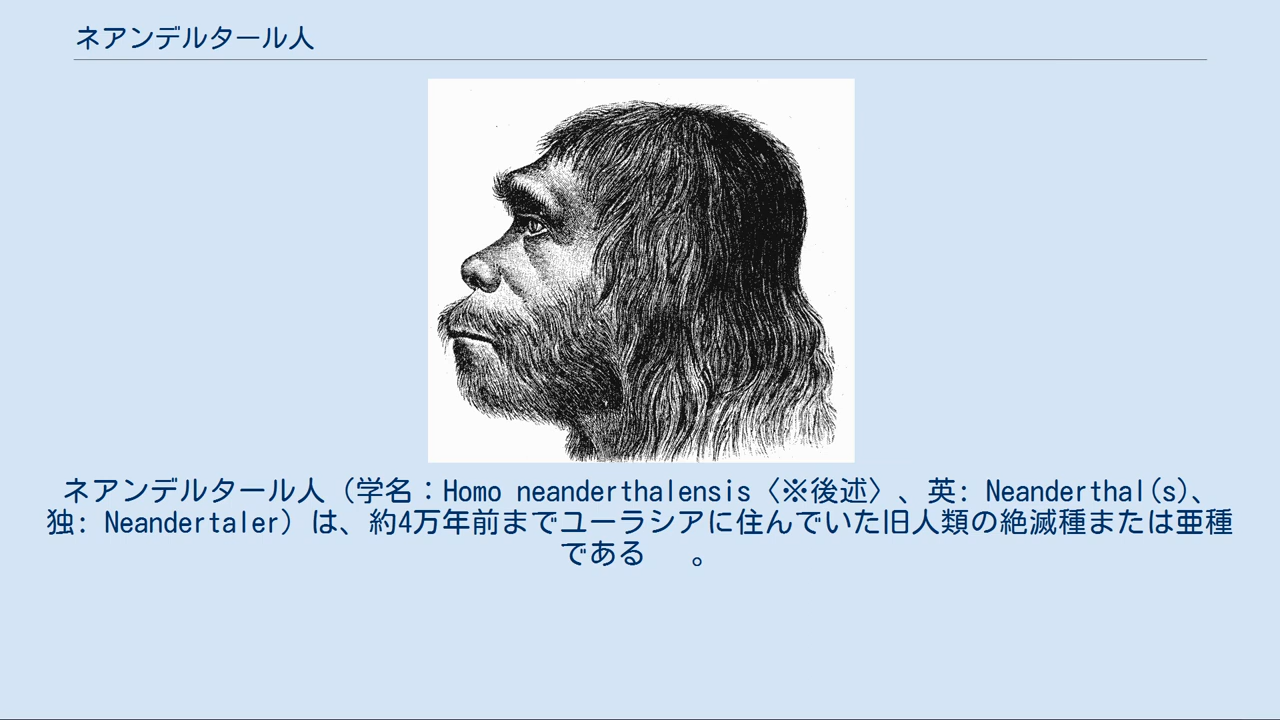 ネアンデルタール人
ネアンデルタール人（学名：Homo neanderthalensis〈※後述〉、英: Neanderthal(s)、
独: Neandertaler）は、約4万年前までユーラシアに住んでいた旧人類の絶滅種または亜種
である　。